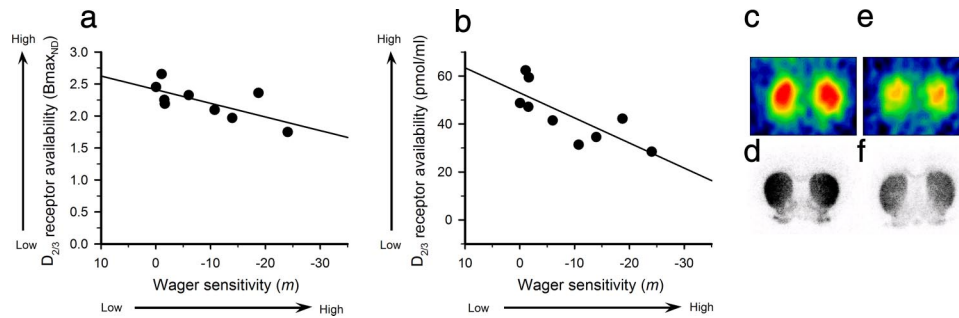 a
High
Low
D2/3 receptor availability (BmaxND)
3.0
2.5
2.0
1.5
1.0
0.5
0.0
10 0 -10 -20 -30
Wager sensitivity (m)
Low High
b
High
Low
D2/3 receptor availability (pmol/ml)
60
40
20
0
10 0 -10 -20 -30
Wager sensitivity (m)
Low High
c e
d f